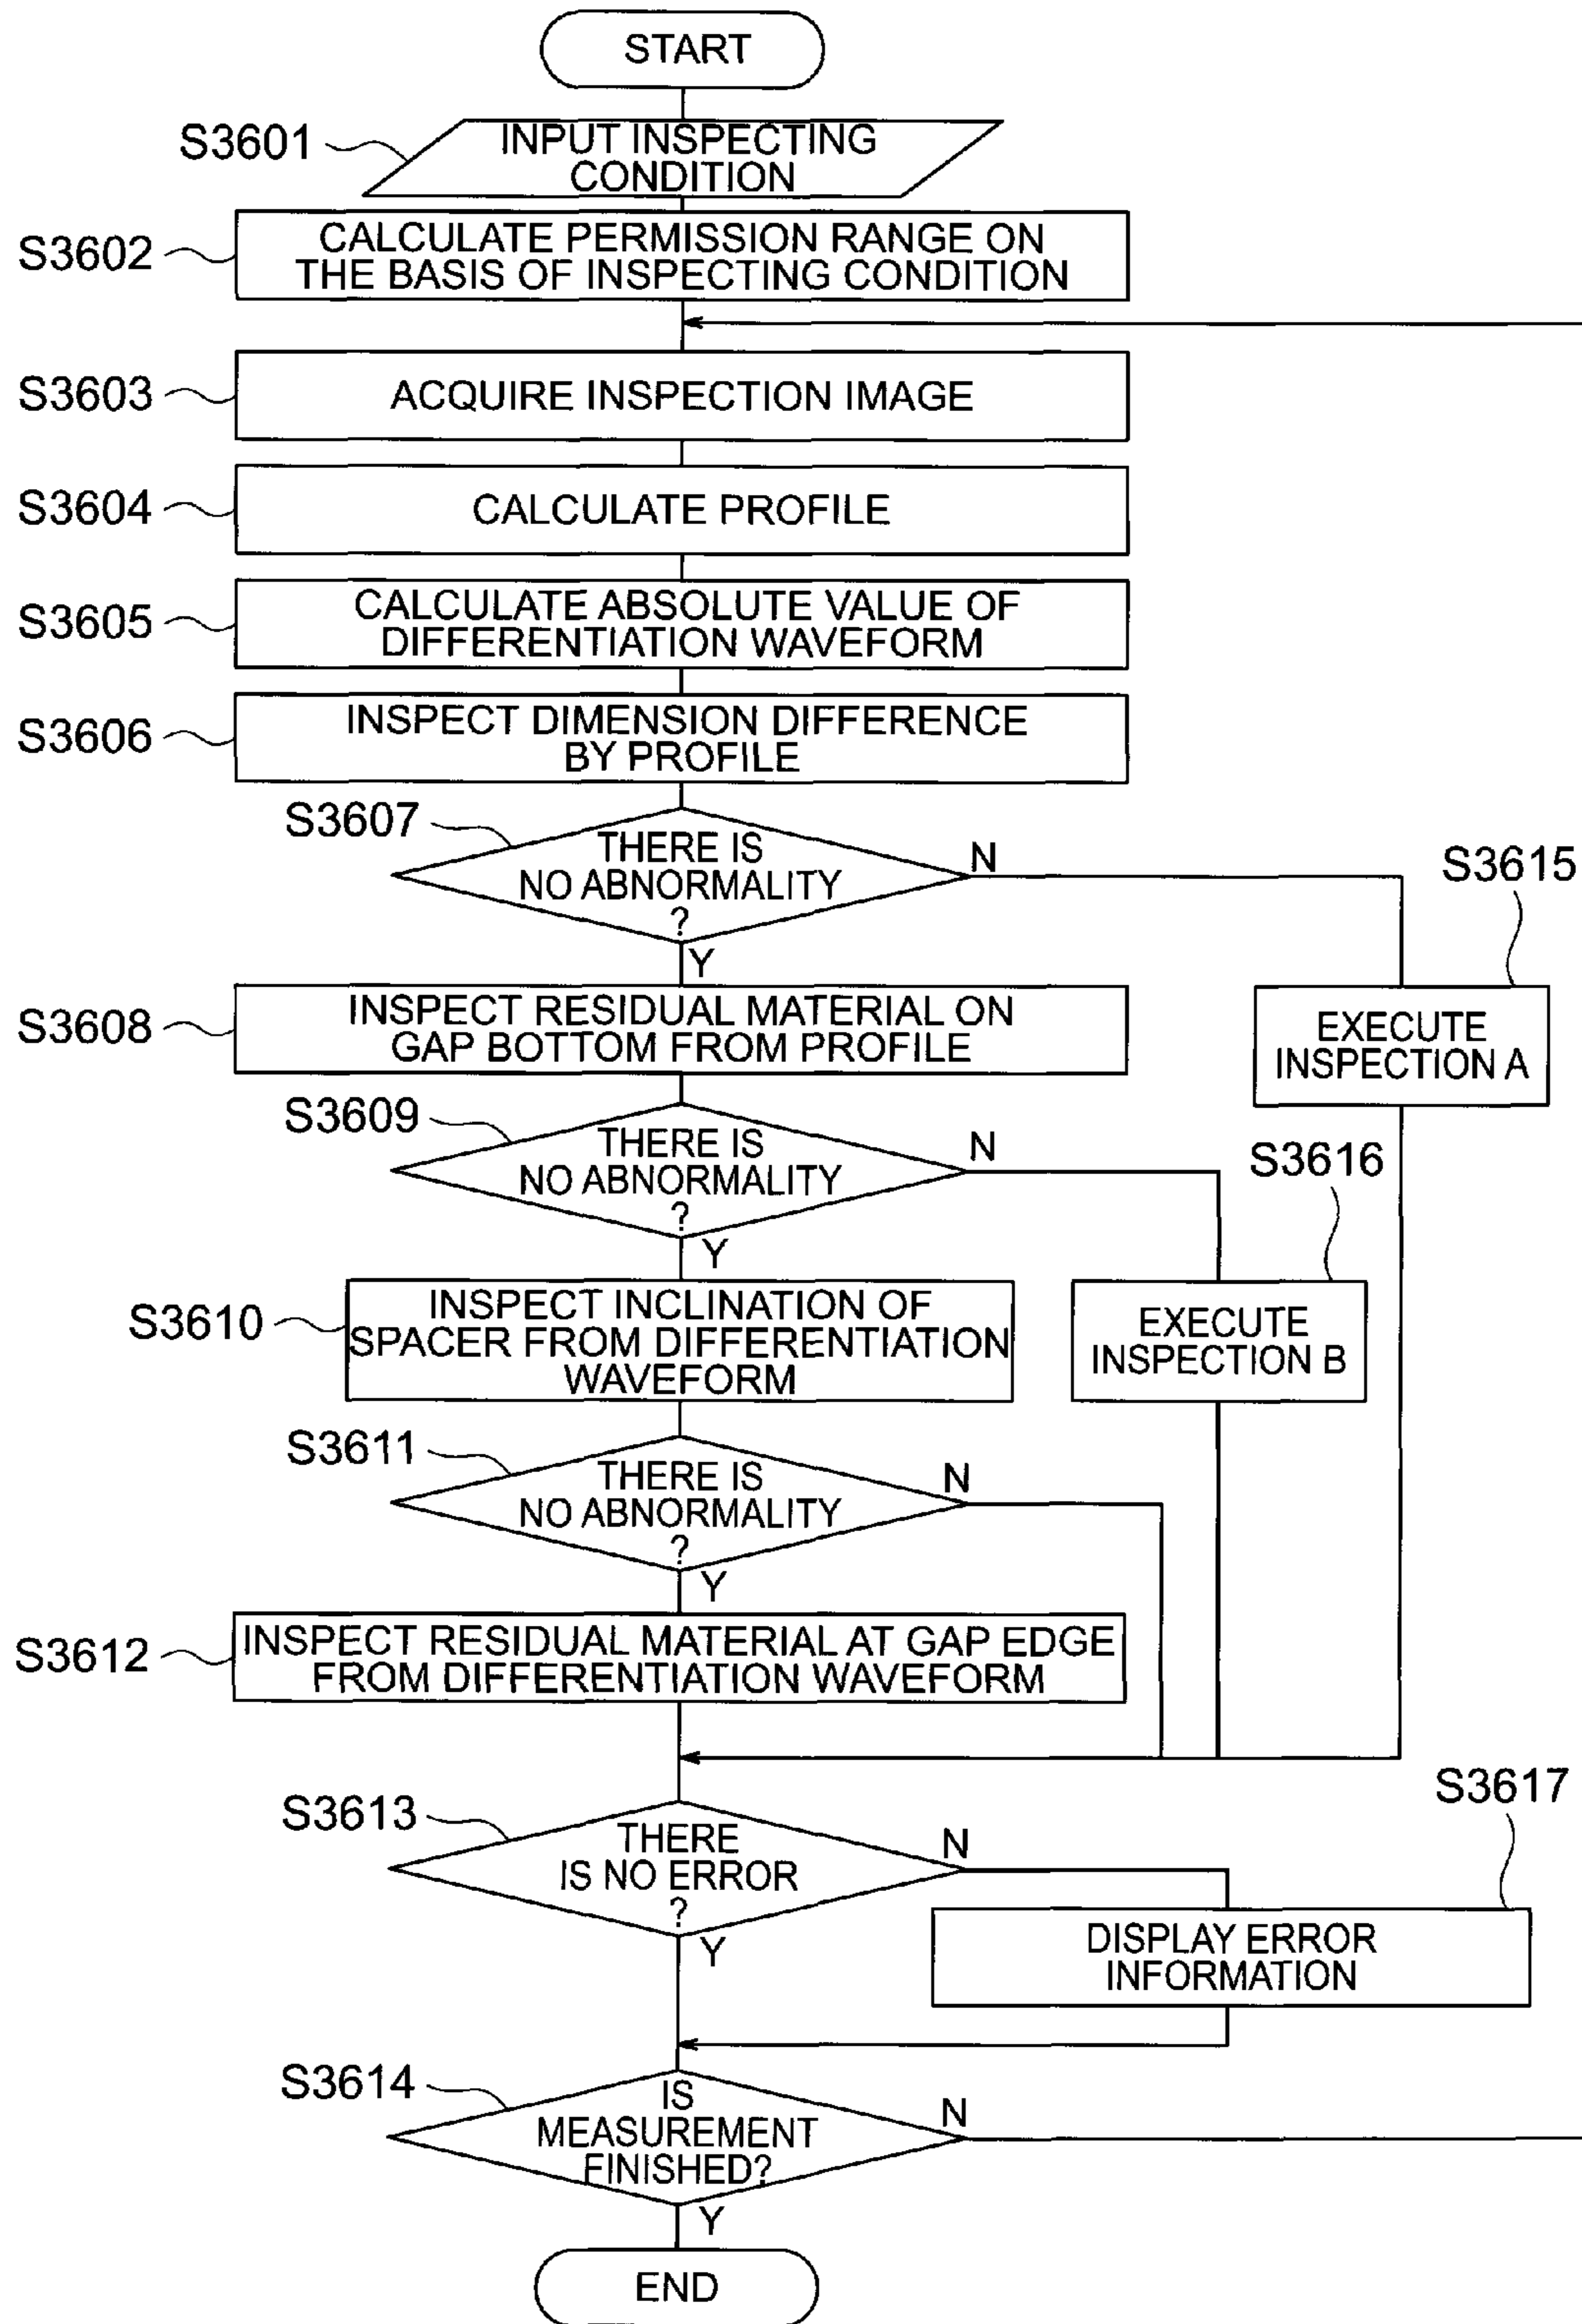 START
S3601
INPUT INSPECTING
CONDITION
S3602
CALCULATE PERMISSION RANGE ON
THE BASIS OF INSPECTING CONDITION
S3603
ACQUIRE INSPECTION IMAGE
S3604
CALCULATE PROFILE
S3605
CALCULATE ABSOLUTE VALUE OF
DIFFERENTIATION WAVEFORM
S3606
INSPECT DIMENSION DIFFERENCE
BY PROFILE
S3607
THERE IS
NO ABNORMALITY
?
N
Y
S3615
EXECUTE
INSPECTION A
S3608
INSPECT RESIDUAL MATERIAL ON
GAP BOTTOM FROM PROFILE
S3609
THERE IS
NO ABNORMALITY
?
N
Y
S3616
EXECUTE
INSPECTION B
S3610
INSPECT INCLINATION OF
SPACER FROM DIFFERENTIATION
WAVEFORM
S3611
THERE IS
NO ABNORMALITY
?
N
Y
S3612
INSPECT RESIDUAL MATERIAL AT GAP EDGE
FROM DIFFERENTIATION WAVEFORM
S3613
THERE
IS NO ERROR
?
N
Y
S3617
DISPLAY ERROR
INFORMATION
S3614
IS
MEASUREMENT
FINISHED?
N
Y
END